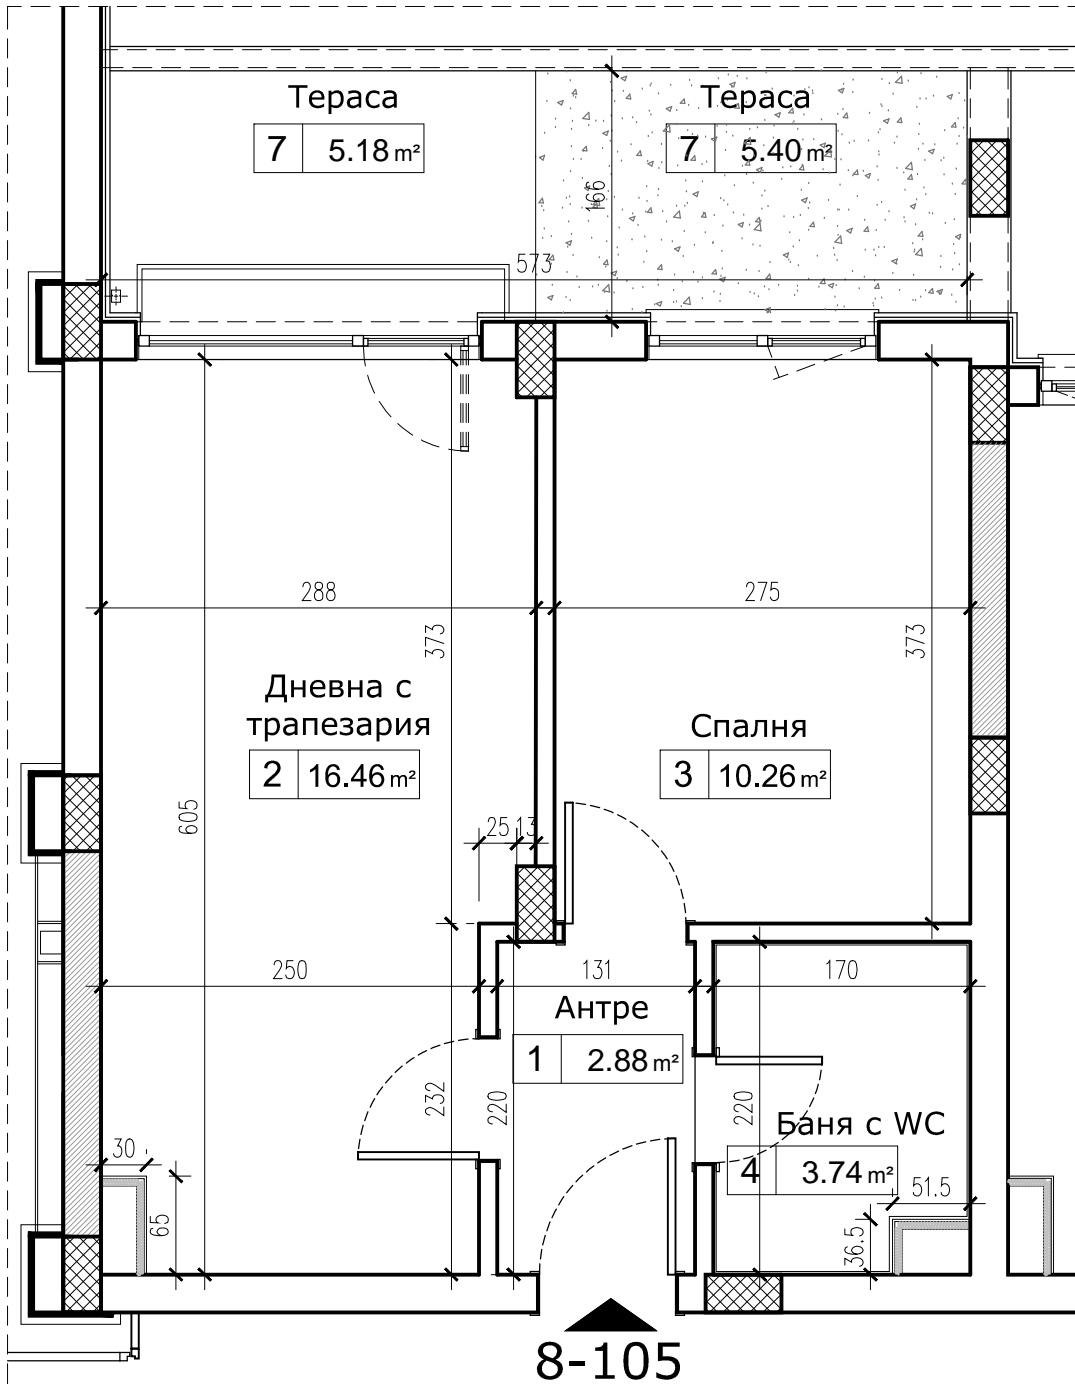 Тераса
7 5.18 m²
Тераса
7 5.40 m²
166
573
288
275
373
373
Дневна с
трапезария
2 16.46 m²
Спалня
3 10.26 m²
605
25 13
250
131
170
Антре
1 2.88 m²
232
220
220
Баня с WC
4 3.74 m²
30
65
51.5
36.5
8-105